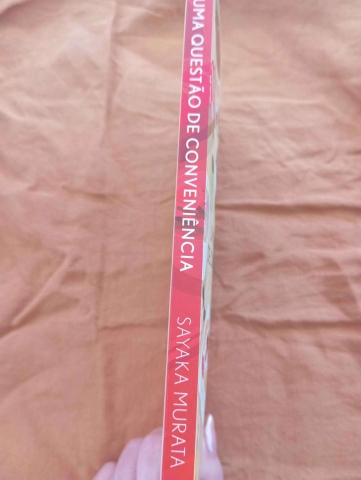 UMA QUESTÃO DE CONVENIÊNCIA
SAYAKA MURATA